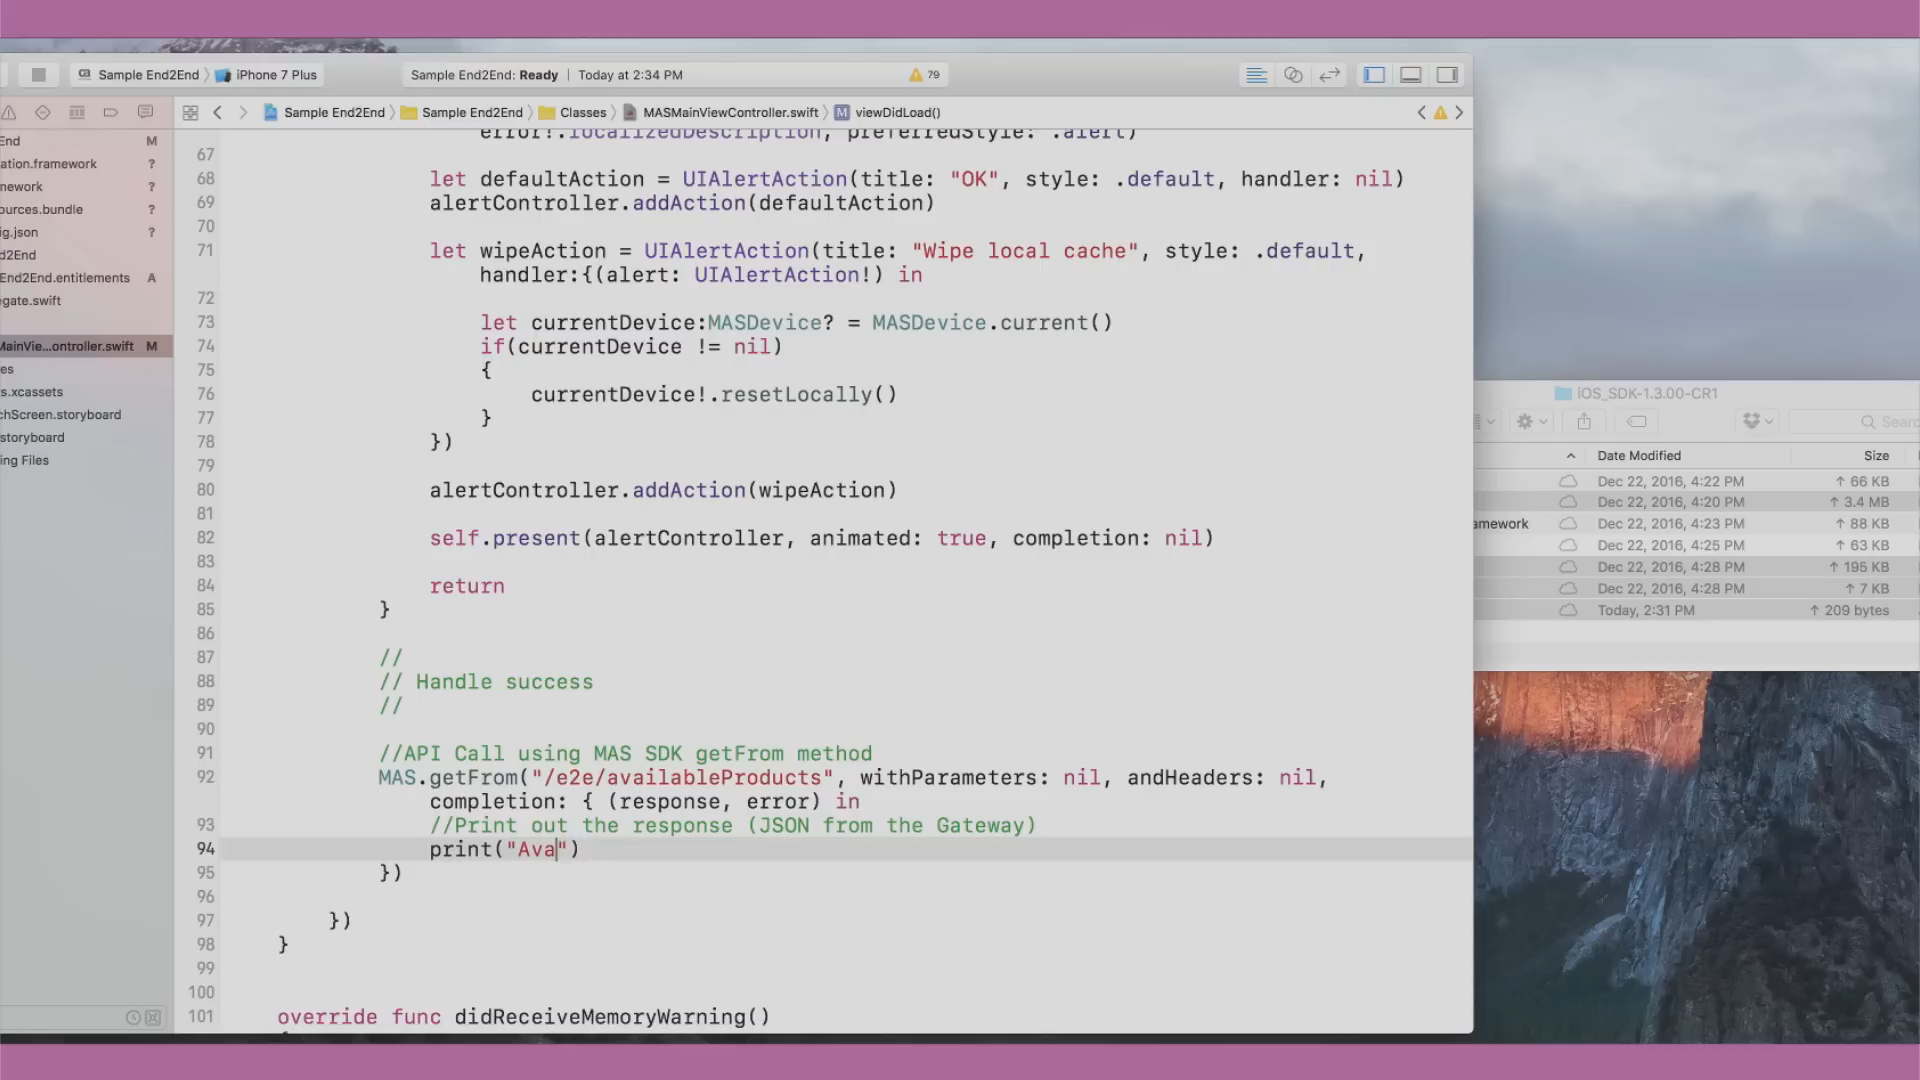 Sample End2End
iPhone 7 Plus
Sample End2End: Ready | Today at 2:34 PM
79
Sample End2End
Sample End2End
Classes
MASMainViewController.swift
M
viewDidLoad()
End M
ation.framework ?
mework ?
ources.bundle ?
ig.json ?
d2End
End2End.entitlements A
egate.swift
MainVie...ontroller.swift M
es
s.xcassets
chScreen.storyboard
storyboard
ing Files
error!.localizedDescription, preferredStyle: .alert)
67
68 let defaultAction = UIAlertAction(title: "OK", style: .default, handler: nil)
69 alertController.addAction(defaultAction)
70
71 let wipeAction = UIAlertAction(title: "Wipe local cache", style: .default,
handler:{(alert: UIAlertAction!) in
72
73 let currentDevice:MASDevice? = MASDevice.current()
74 if(currentDevice != nil)
75 {
76 currentDevice!.resetLocally()
77 }
78 })
79
80 alertController.addAction(wipeAction)
81
82 self.present(alertController, animated: true, completion: nil)
83
84 return
85 }
86
87 //
88 // Handle success
89 //
90
91 //API Call using MAS SDK getFrom method
92 MAS.getFrom("/e2e/availableProducts", withParameters: nil, andHeaders: nil,
completion: { (response, error) in
93 //Print out the response (JSON from the Gateway)
94 print("Ava")
95 })
96
97 })
98 }
99
100
101 override func didReceiveMemoryWarning()
iOS_SDK-1.3.00-CR1
Searc
Date Modified Size
Dec 22, 2016, 4:22 PM ↑ 66 KB
Dec 22, 2016, 4:20 PM ↑ 3.4 MB
amework Dec 22, 2016, 4:23 PM ↑ 88 KB
Dec 22, 2016, 4:25 PM ↑ 63 KB
Dec 22, 2016, 4:28 PM ↑ 195 KB
Dec 22, 2016, 4:28 PM ↑ 7 KB
Today, 2:31 PM ↑ 209 bytes